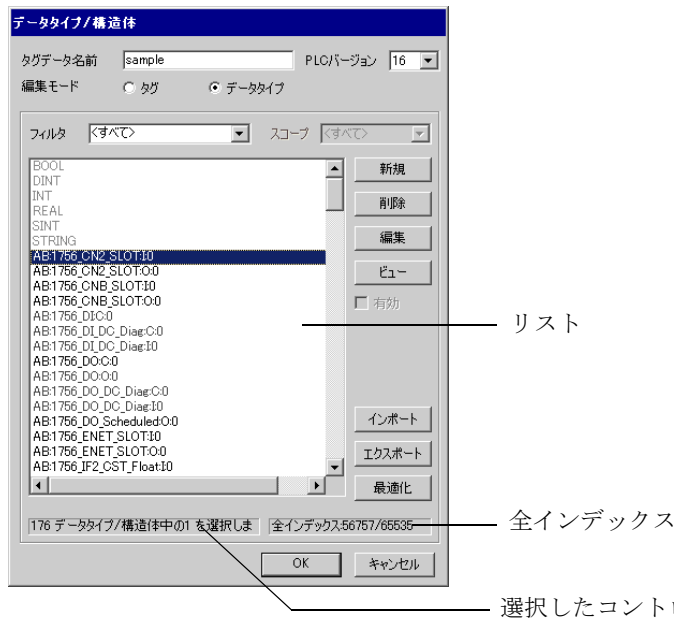 データタイプ/構造体
タグデータ名前 sample PLCバージョン 16
編集モード タグ データタイプ
フィルタ <すべて> スコープ <すべて>
BOOL
DINT
INT
REAL
SINT
STRING
AB:1756_CN2_SLOT:I:0
AB:1756_CN2_SLOT:O:0
AB:1756_CNB_SLOT:I:0
AB:1756_CNB_SLOT:O:0
AB:1756_DI:C:0
AB:1756_DI_DC_Diag:C:0
AB:1756_DI_DC_Diag:I:0
AB:1756_DO:C:0
AB:1756_DO:O:0
AB:1756_DO_DC_Diag:C:0
AB:1756_DO_DC_Diag:I:0
AB:1756_DO_Scheduled:O:0
AB:1756_ENET_SLOT:I:0
AB:1756_ENET_SLOT:O:0
AB:1756_IF2_CST_Float:I:0
新規
削除
編集
ビュー
有効
リスト
インポート
エクスポート
最適化
176 データタイプ/構造体中の1 を選択しま 全インデックス:56757/65535
全インデックス
OK キャンセル
選択したコント